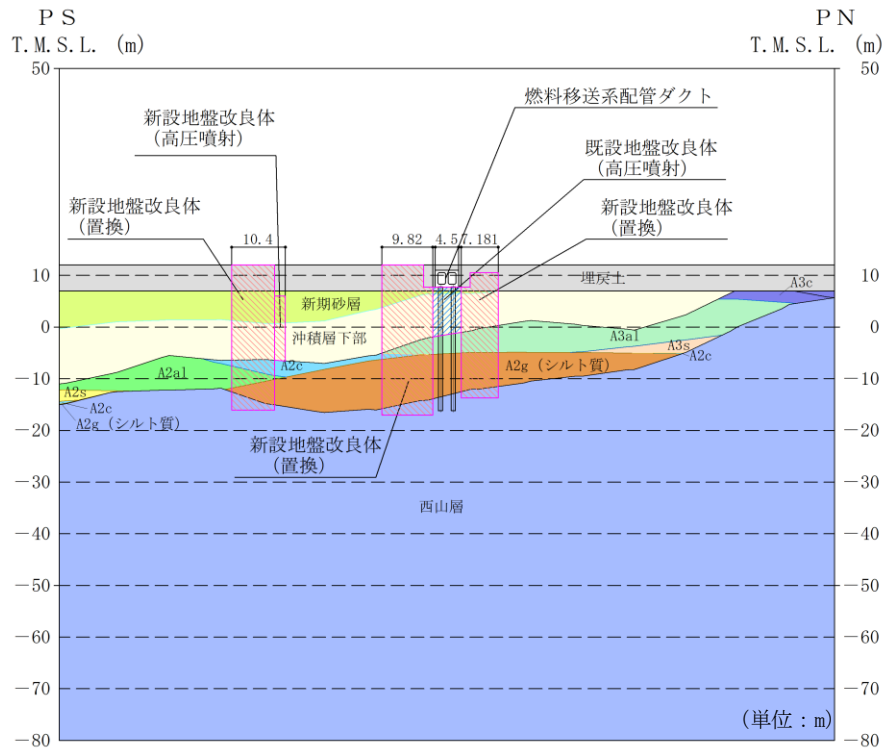 PS
PN
T.M.S.L. (m)
T.M.S.L. (m)
50
50
燃料移送系配管ダクト
新設地盤改良体
(高圧噴射)
既設地盤改良体
(高圧噴射)
新設地盤改良体
(置換)
新設地盤改良体
(置換)
10.4
9.82
4.5
7.181
10
埋戻土
A3c
10
新期砂層
0
沖積層下部
A3al
0
A3s
A2c
A2al
A2c
A2g(シルト質)
-10
-10
A2s
A2c
A2g(シルト質)
-20
-20
新設地盤改良体
(置換)
-30
-30
西山層
-40
-40
-50
-50
-60
-60
-70
-70
(単位:m)
-80
-80